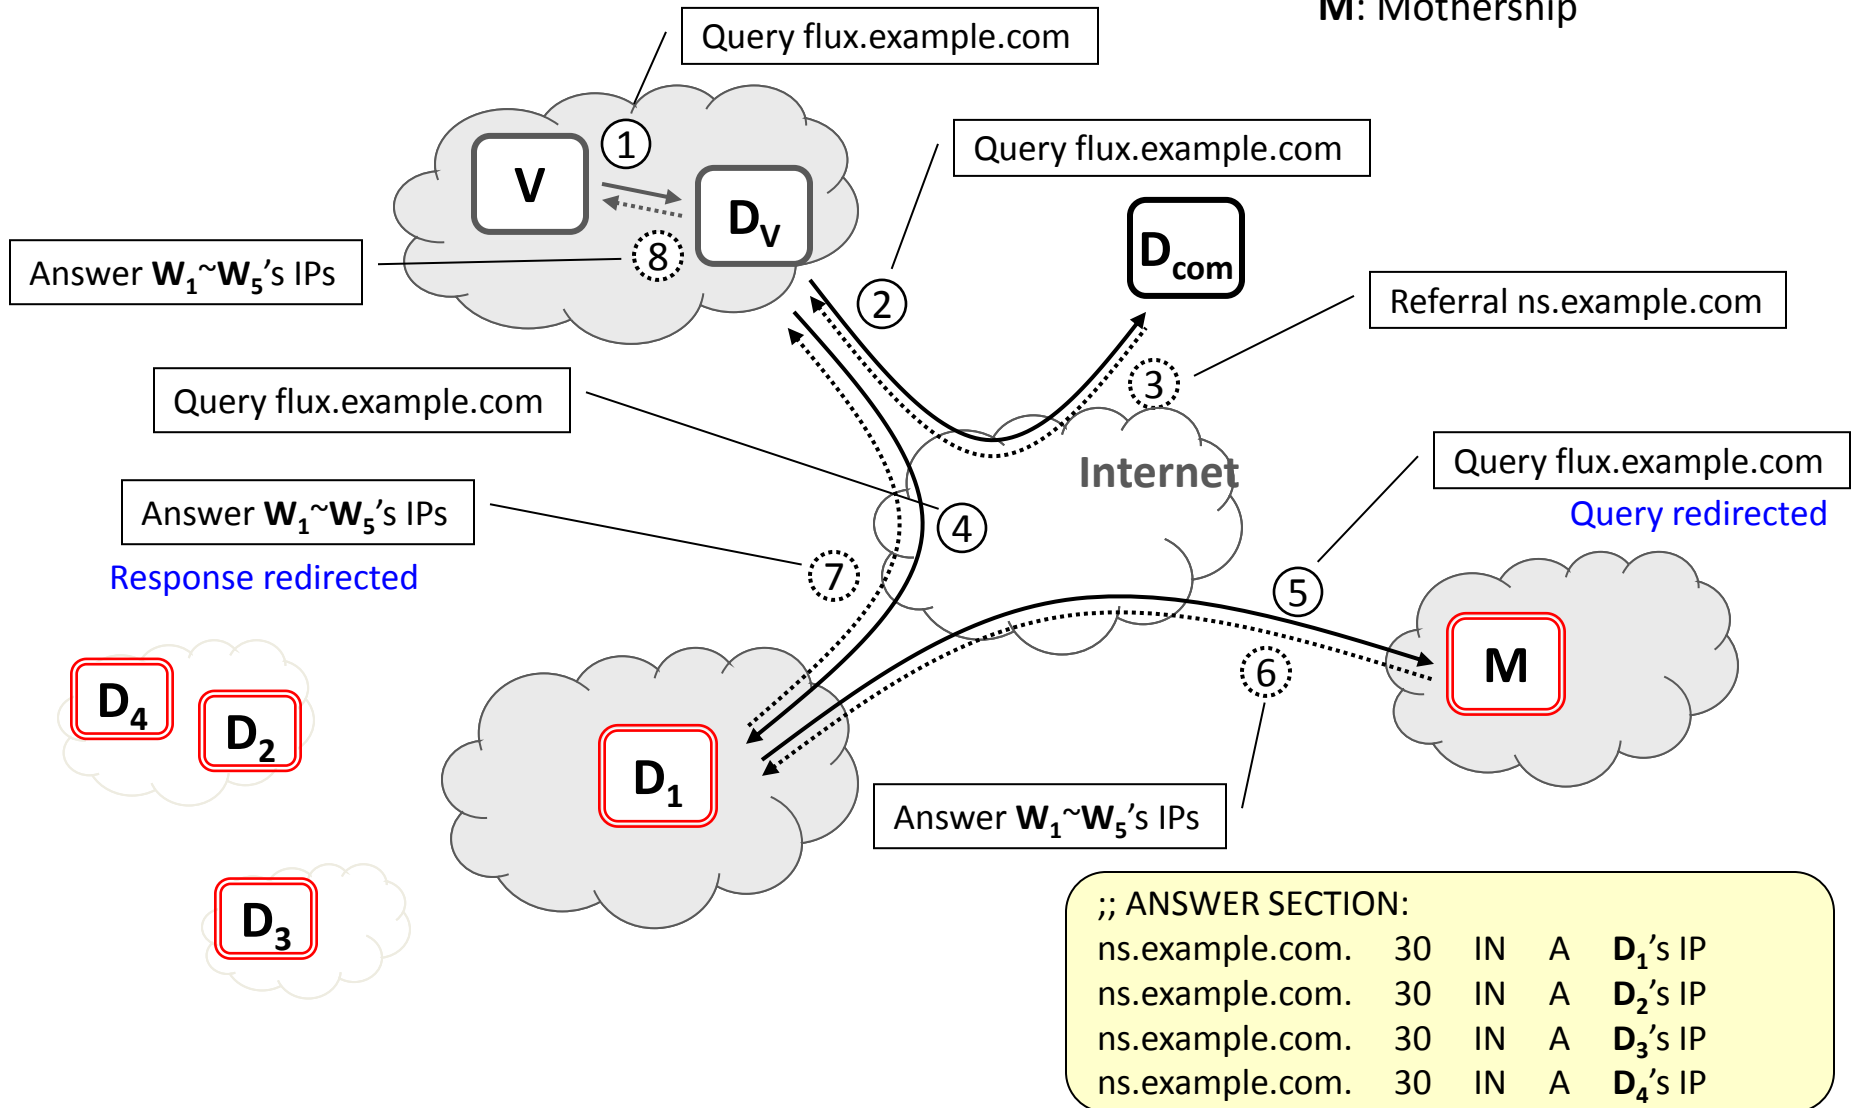 M: Mothership
Query flux.example.com
1
Query flux.example.com
V
DV
Dcom
8
Answer W1~W5's IPs
2
Referral ns.example.com
3
Query flux.example.com
Internet
Query flux.example.com
Query redirected
Answer W1~W5's IPs
Response redirected
4
7
5
6
M
D4
D2
D1
D3
Answer W1~W5's IPs
;; ANSWER SECTION:
ns.example.com. 30 IN A D1's IP
ns.example.com. 30 IN A D2's IP
ns.example.com. 30 IN A D3's IP
ns.example.com. 30 IN A D4's IP